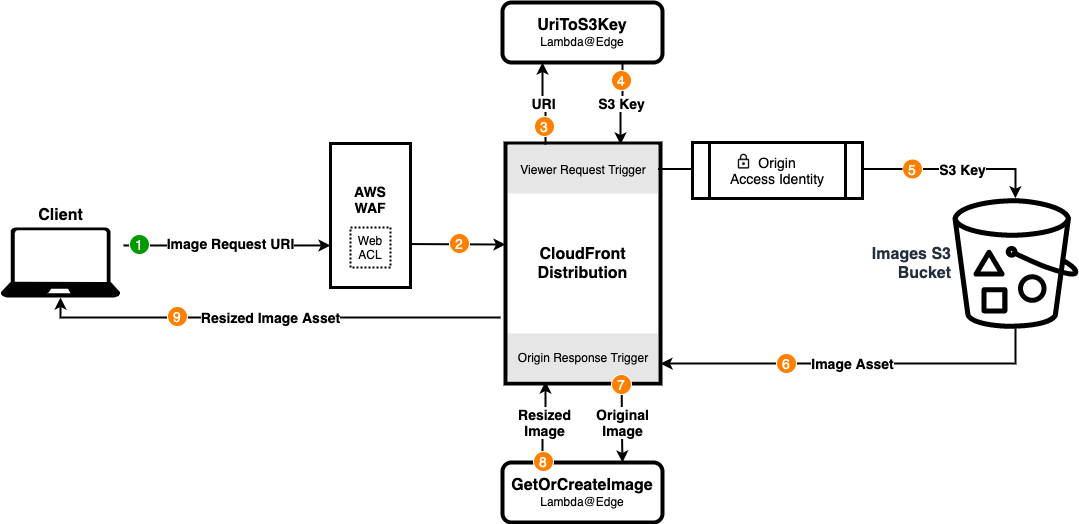 UriToS3Key
Lambda@Edge
4
URI
S3 Key
3
Viewer Request Trigger
Origin
Access Identity
5
S3 Key
AWS
WAF
Web
ACL
Client
1
Image Request URI
2
CloudFront
Distribution
Images S3
Bucket
9
Resized Image Asset
Origin Response Trigger
6
Image Asset
7
Resized
Image
Original
Image
8
GetOrCreateImage
Lambda@Edge